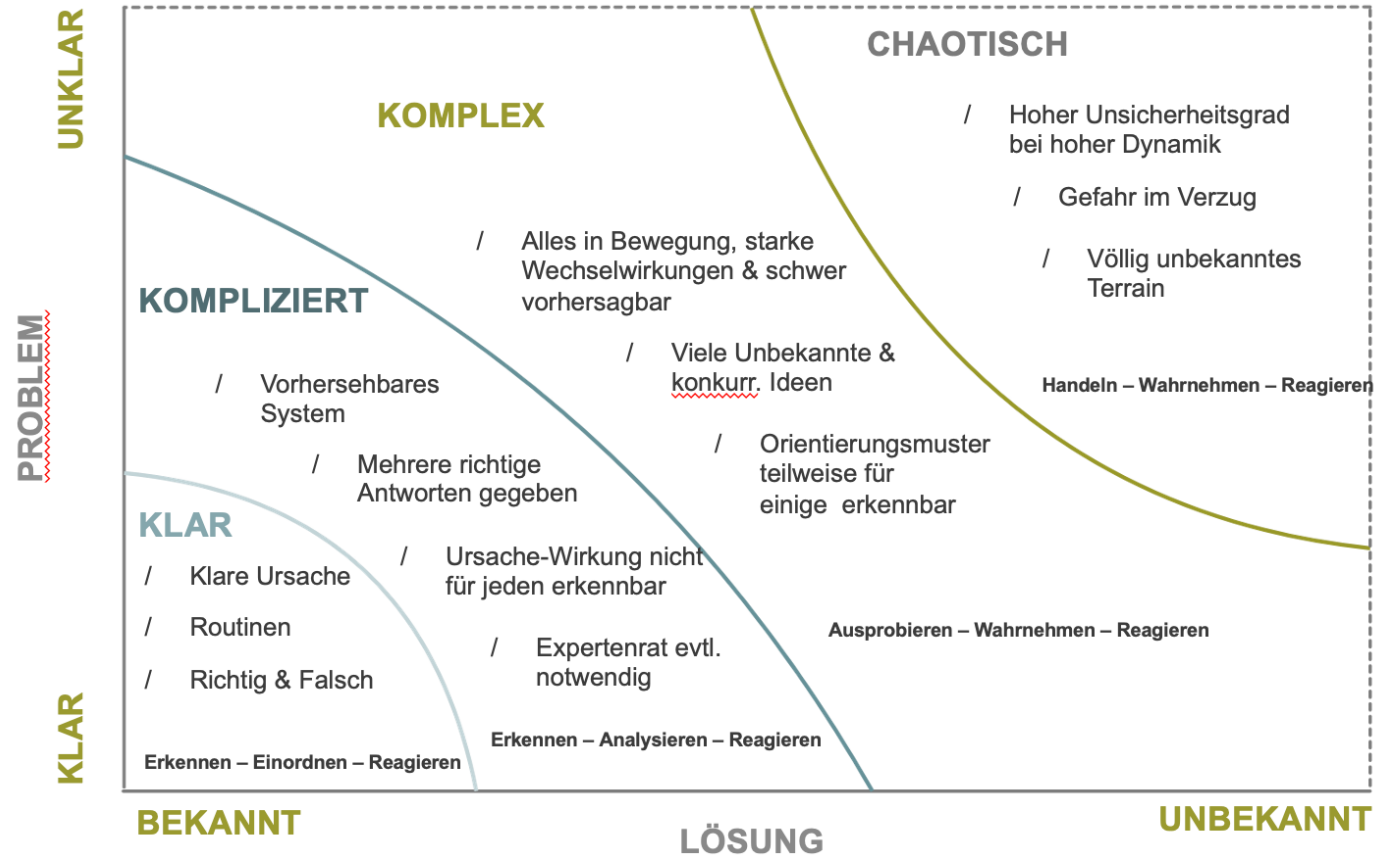 UNKLAR
PROBLEM
KLAR
CHAOTISCH
/ Hoher Unsicherheitsgrad
bei hoher Dynamik
/ Gefahr im Verzug
/ Völlig unbekanntes
Terrain
Handeln – Wahrnehmen – Reagieren
KOMPLEX
/ Alles in Bewegung, starke
Wechselwirkungen & schwer
vorhersagbar
/ Viele Unbekannte &
konkurr. Ideen
/ Orientierungsmuster
teilweise für
einige erkennbar
Ausprobieren – Wahrnehmen – Reagieren
KOMPLIZIERT
/ Vorhersehbares
System
/ Mehrere richtige
Antworten gegeben
/ Ursache-Wirkung nicht
für jeden erkennbar
/ Expertenrat evtl.
notwendig
Erkennen – Analysieren – Reagieren
KLAR
/ Klare Ursache
/ Routinen
/ Richtig & Falsch
Erkennen – Einordnen – Reagieren
BEKANNT
LÖSUNG
UNBEKANNT